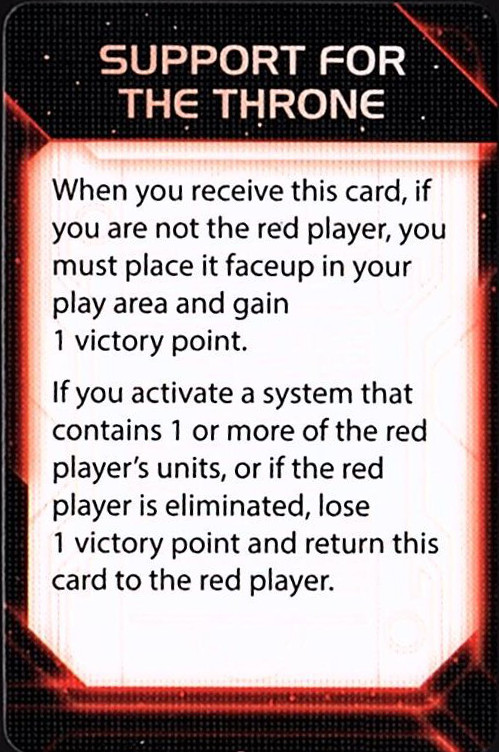 SUPPORT FOR
THE THRONE
When you receive this card, if
you are not the red player, you
must place it faceup in your
play area and gain
1 victory point.
If you activate a system that
contains 1 or more of the red
player's units, or if the red
player is eliminated, lose
1 victory point and return this
card to the red player.